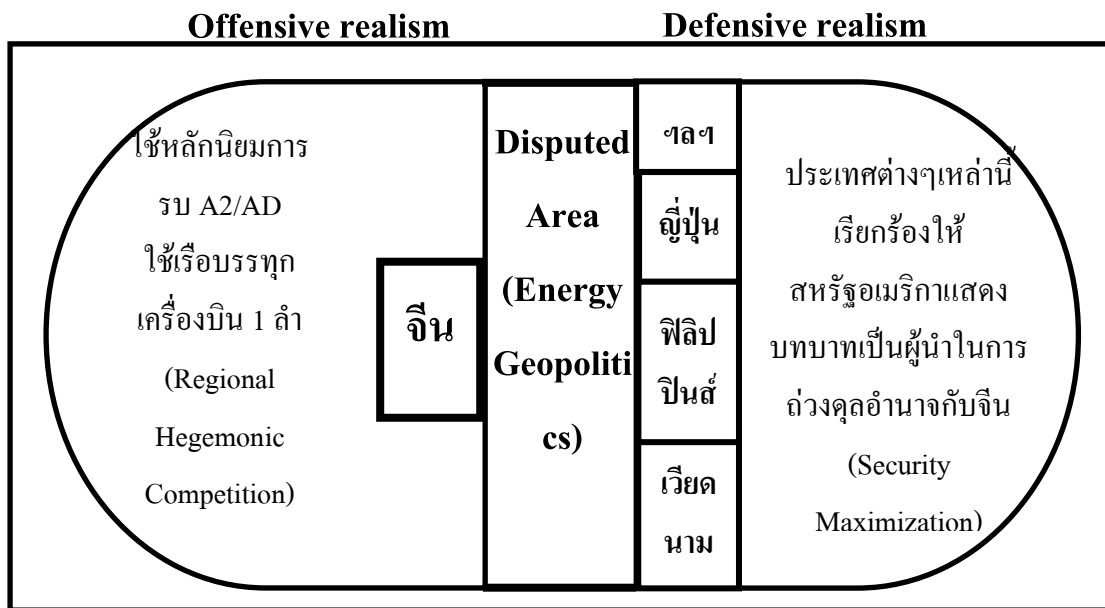 Offensive realism
Defensive realism
ใช้หลักนิยมการ
รบ A2/AD
ใช้เรือบรรทุก
เครื่องบิน 1 ลำ
(Regional
Hegemonic
Competition)
จีน
Disputed
Area
(Energy
Geopoliti
cs)
ฯลฯ
ญี่ปุ่น
ฟิลิป
ปินส์
เวียด
นาม
ประเทศต่างๆเหล่านี้
เรียกร้องให้
สหรัฐอเมริกาแสดง
บทบาทเป็นผู้นำในการ
ถ่วงดุลอำนาจกับจีน
(Security
Maximization)